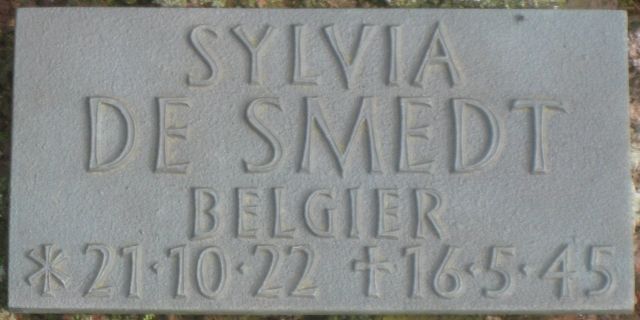 SYLVIA
DE SMEDT
BELGIER
* 21·10·22 † 16·5·45